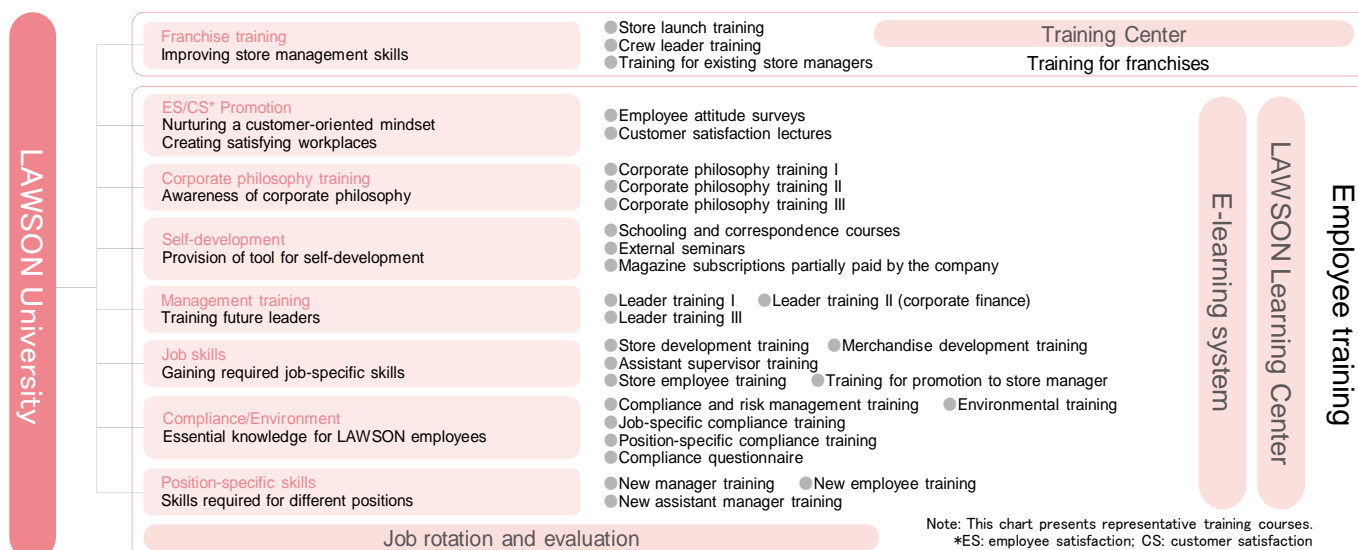 LAWSON University
Franchise training
Improving store management skills
●Store launch training
●Crew leader training
●Training for existing store managers
Training Center
Training for franchises
ES/CS* Promotion
Nurturing a customer-oriented mindset
Creating satisfying workplaces
●Employee attitude surveys
●Customer satisfaction lectures
Corporate philosophy training
Awareness of corporate philosophy
●Corporate philosophy training I
●Corporate philosophy training II
●Corporate philosophy training III
Self-development
Provision of tool for self-development
●Schooling and correspondence courses
●External seminars
●Magazine subscriptions partially paid by the company
Management training
Training future leaders
●Leader training I ●Leader training II (corporate finance)
●Leader training III
Job skills
Gaining required job-specific skills
●Store development training ●Merchandise development training
●Assistant supervisor training
●Store employee training ●Training for promotion to store manager
Compliance/Environment
Essential knowledge for LAWSON employees
●Compliance and risk management training ●Environmental training
●Job-specific compliance training
●Position-specific compliance training
●Compliance questionnaire
Position-specific skills
Skills required for different positions
●New manager training ●New employee training
●New assistant manager training
E-learning system
LAWSON Learning Center
Employee training
Job rotation and evaluation
Note: This chart presents representative training courses.
*ES: employee satisfaction; CS: customer satisfaction